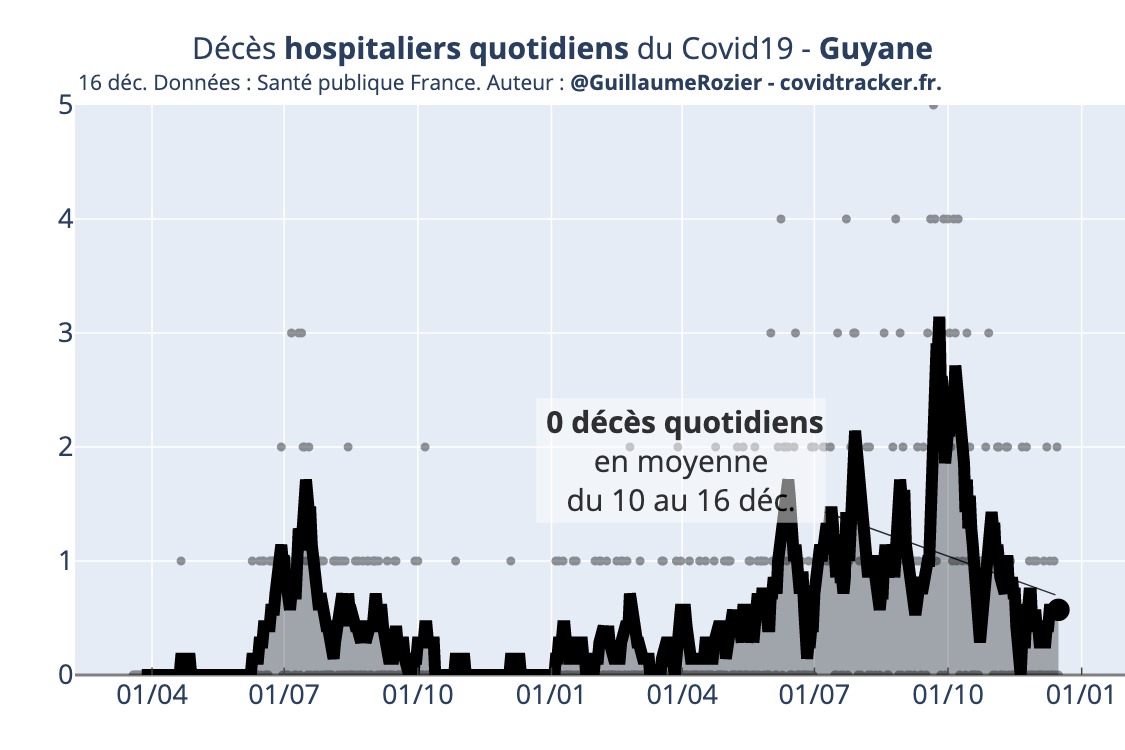 Décès hospitaliers quotidiens du Covid19 - Guyane
16 déc. Données : Santé publique France. Auteur : @GuillaumeRozier - covidtracker.fr.
5
4
3
2
1
0
0 décès quotidiens
en moyenne
du 10 au 16 déc.
01/04 01/07 01/10 01/01 01/04 01/07 01/10 01/01